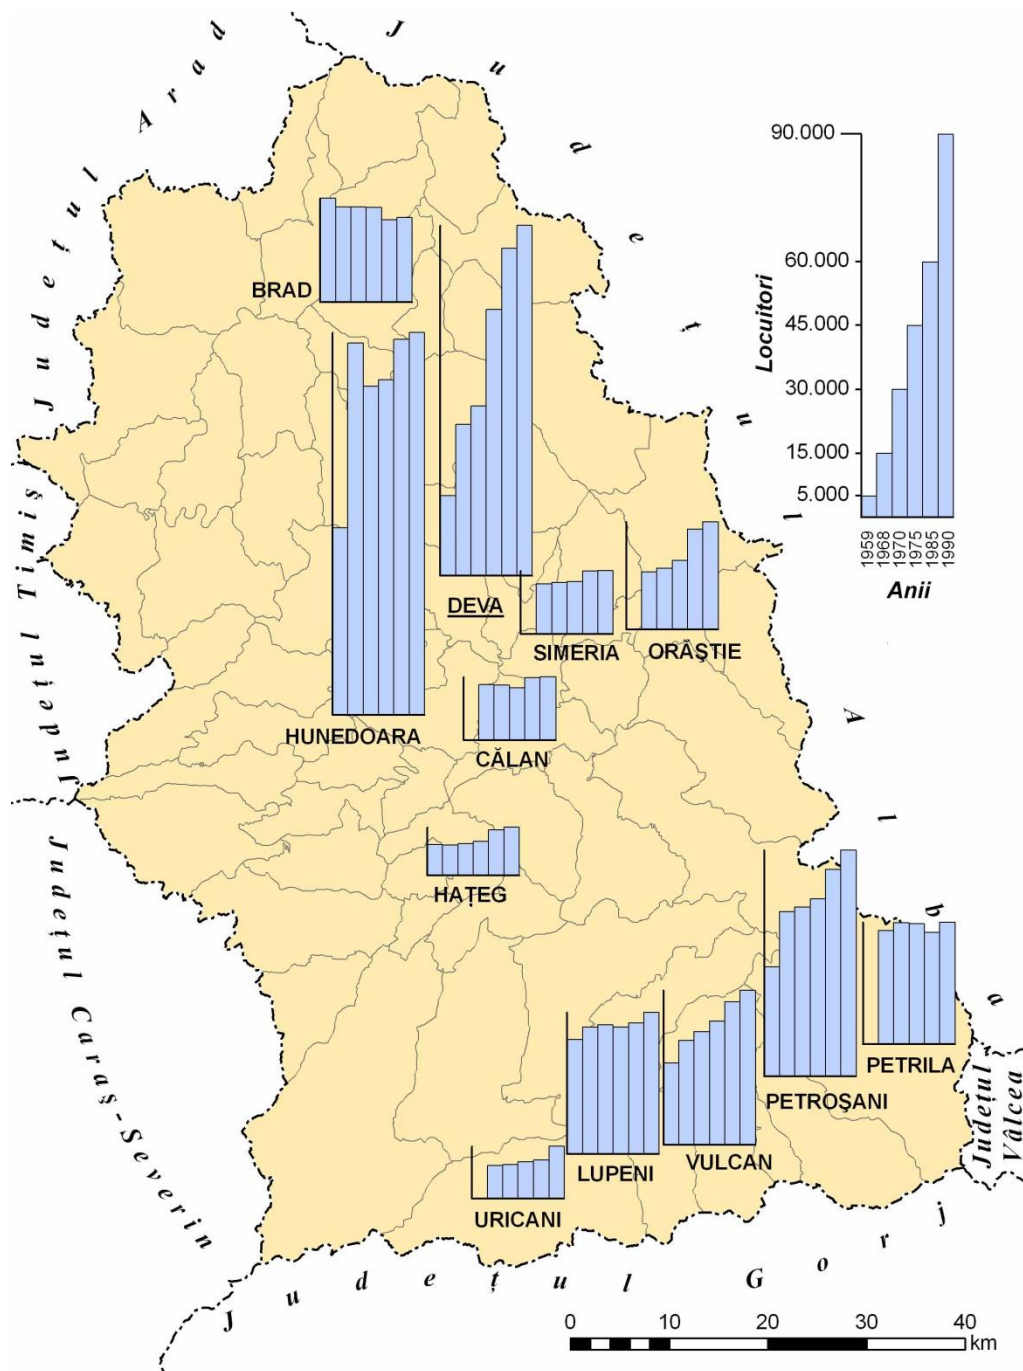 Județul Arad
Județul Alba
Județul Timiș
Județul Caraș-Severin
Județul Gorj
Județul
Vâlcea
90.000
60.000
45.000
30.000
15.000
5.000
Locuitori
1959
1968
1970
1975
1985
1990
Anii
BRAD
DEVA
SIMERIA
ORĂŞTIE
HUNEDOARA
CĂLAN
HAȚEG
PETRILA
PETROŞANI
VULCAN
LUPENI
URICANI
0 10 20 30 40
km